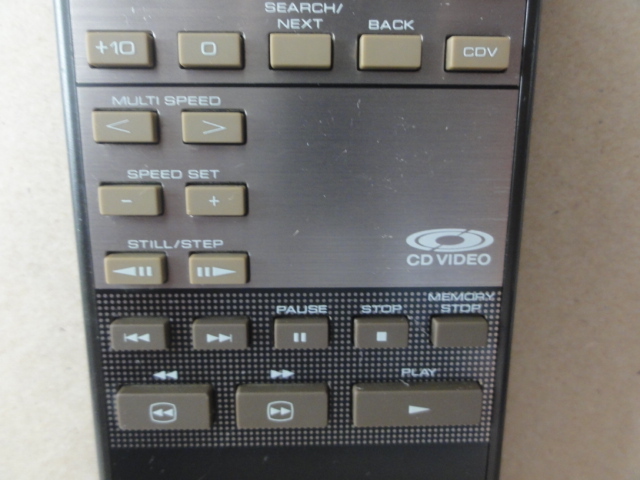 SEARCH/
NEXT BACK
+10 0 CDV
MULTI SPEED
< >
SPEED SET
- +
STILL/STEP
CD VIDEO
PAUSE STOP MEMORY
STOP
PLAY